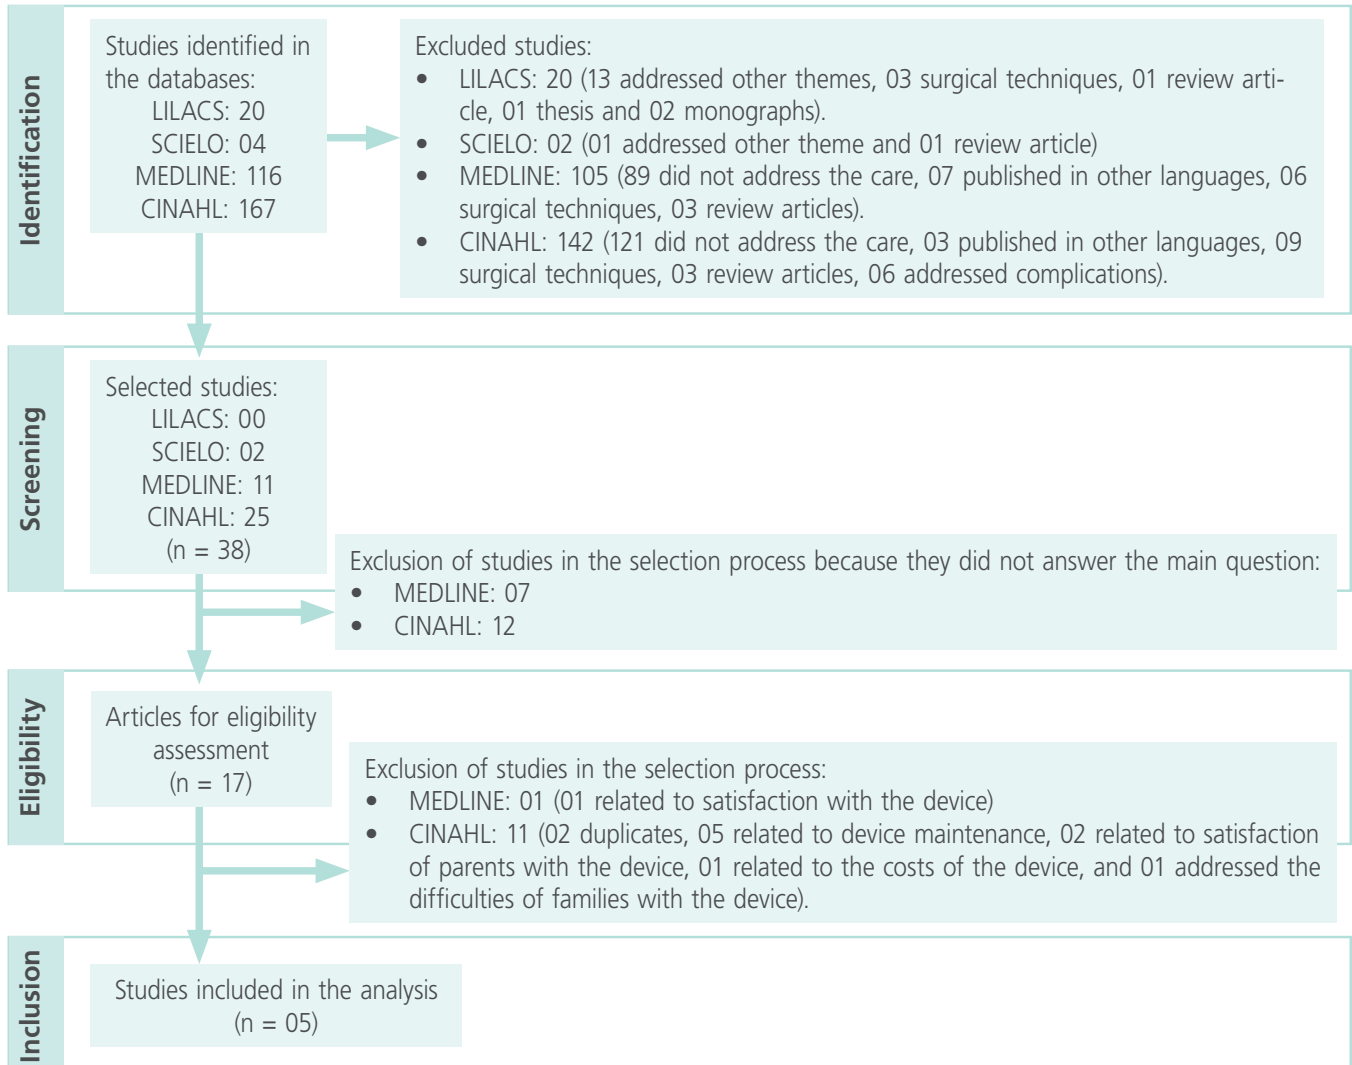 Identification
Studies identified in
the databases:
LILACS: 20
SCIELO: 04
MEDLINE: 116
CINAHL: 167
Excluded studies:
• LILACS: 20 (13 addressed other themes, 03 surgical techniques, 01 review arti-
cle, 01 thesis and 02 monographs).
• SCIELO: 02 (01 addressed other theme and 01 review article)
• MEDLINE: 105 (89 did not address the care, 07 published in other languages, 06
surgical techniques, 03 review articles).
• CINAHL: 142 (121 did not address the care, 03 published in other languages, 09
surgical techniques, 03 review articles, 06 addressed complications).
Screening
Selected studies:
LILACS: 00
SCIELO: 02
MEDLINE: 11
CINAHL: 25
(n = 38)
Exclusion of studies in the selection process because they did not answer the main question:
• MEDLINE: 07
• CINAHL: 12
Eligibility
Articles for eligibility
assessment
(n = 17)
Exclusion of studies in the selection process:
• MEDLINE: 01 (01 related to satisfaction with the device)
• CINAHL: 11 (02 duplicates, 05 related to device maintenance, 02 related to satisfaction
of parents with the device, 01 related to the costs of the device, and 01 addressed the
difficulties of families with the device).
Inclusion
Studies included in the analysis
(n = 05)